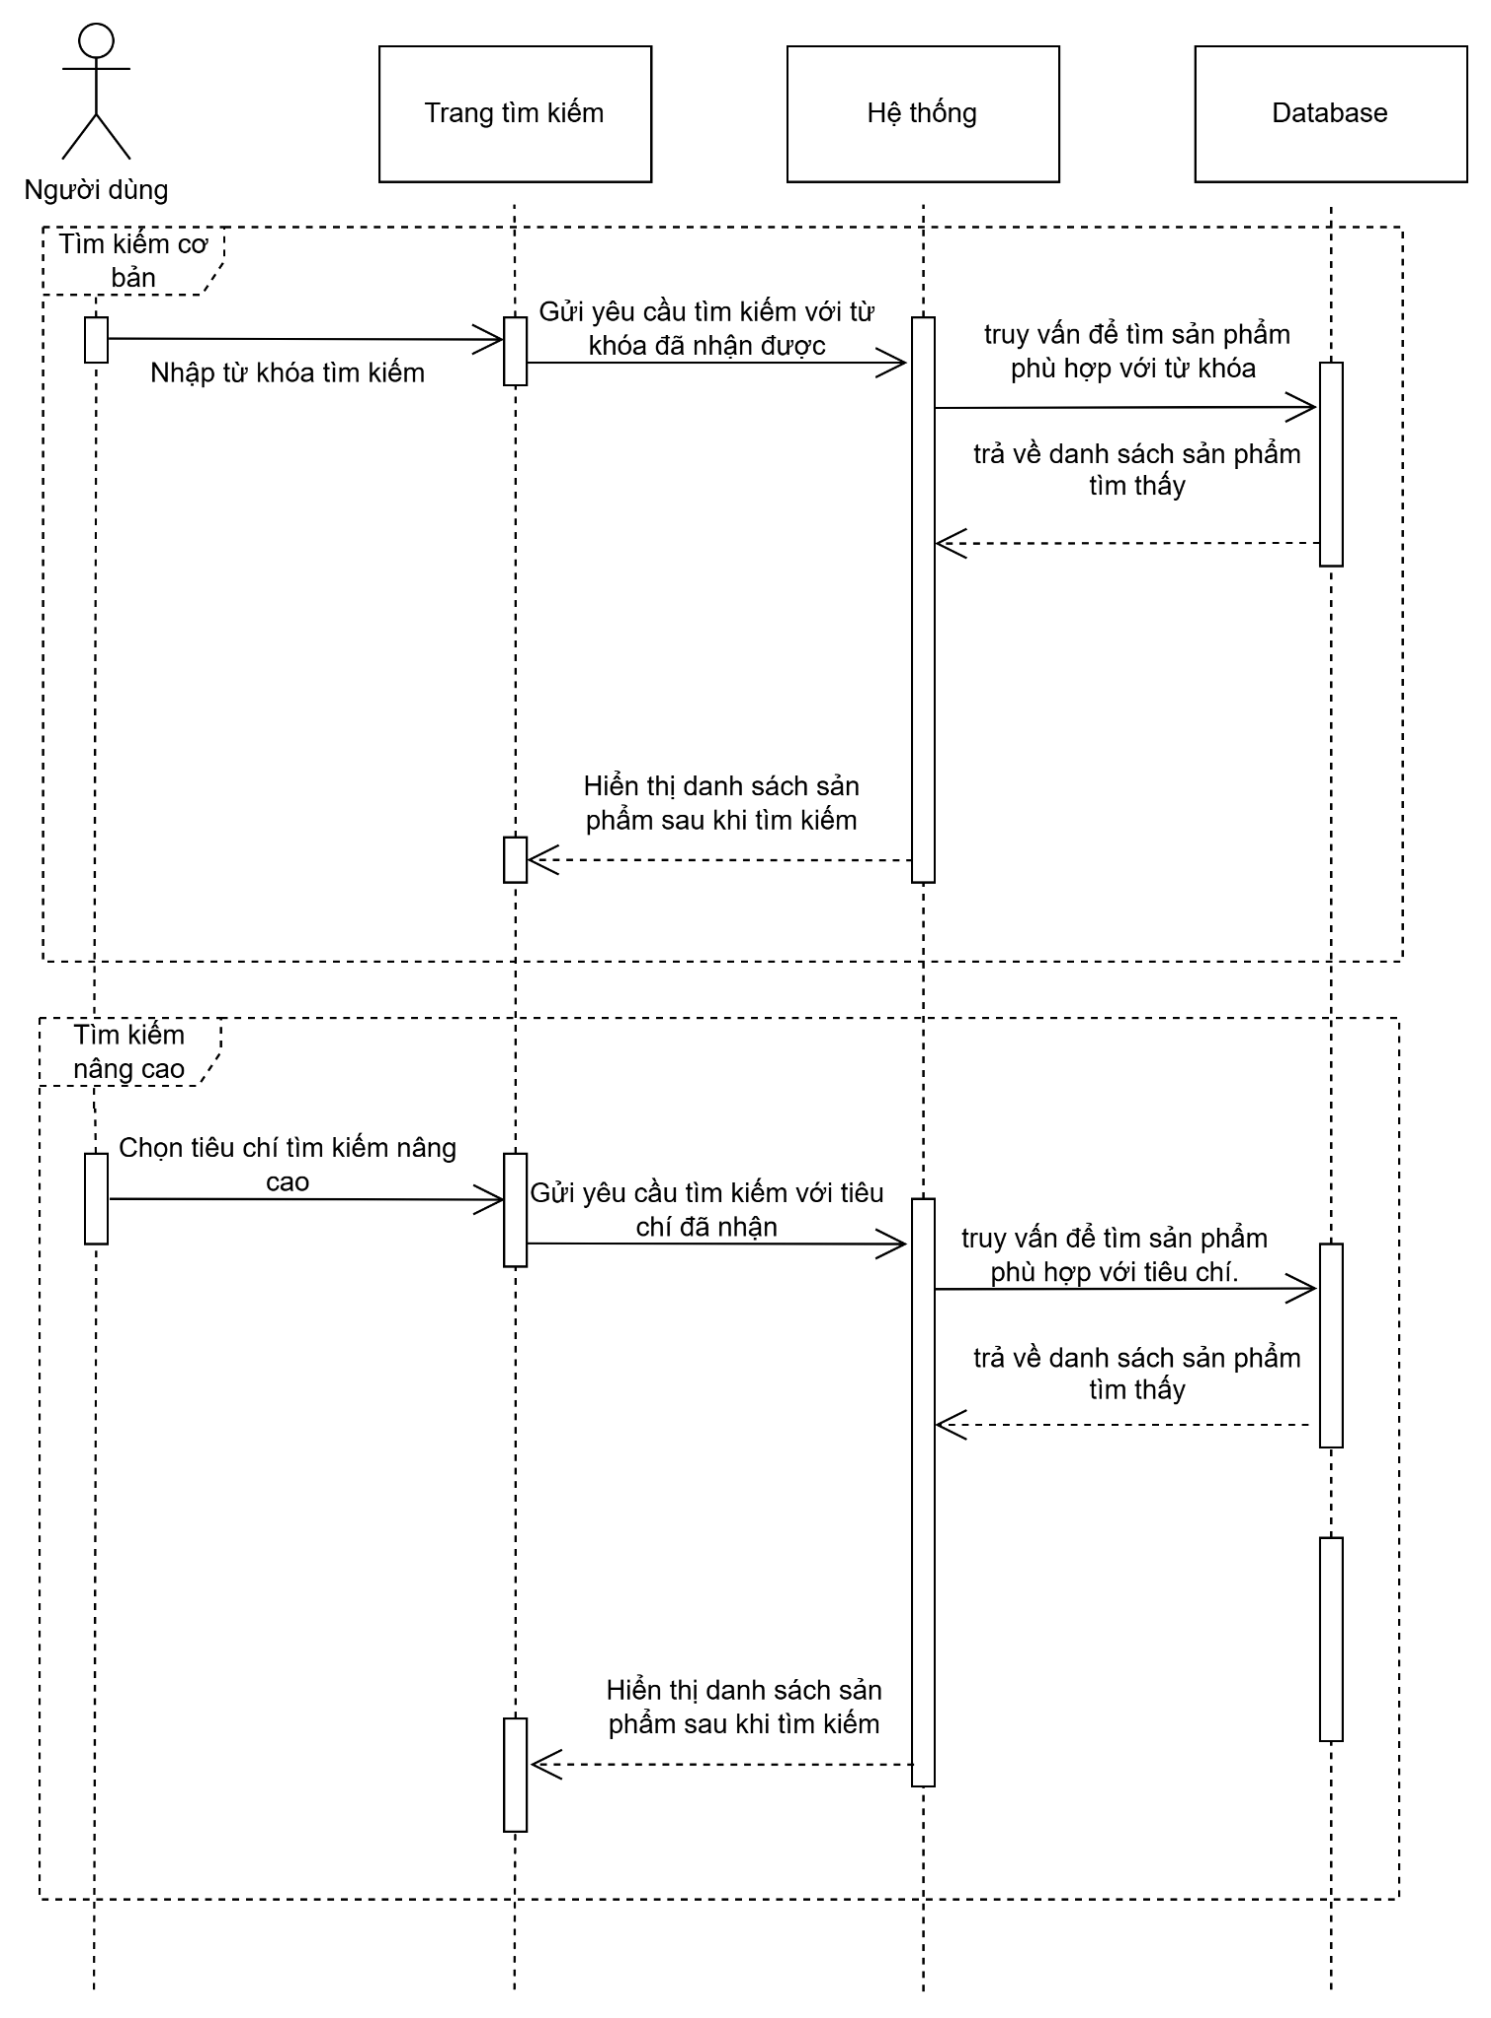 Người dùng
Trang tìm kiếm
Hệ thống
Database
Tìm kiếm cơ
bản
Nhập từ khóa tìm kiếm
Gửi yêu cầu tìm kiếm với từ
khóa đã nhận được
truy vấn để tìm sản phẩm
phù hợp với từ khóa
trả về danh sách sản phẩm
tìm thấy
Hiển thị danh sách sản
phẩm sau khi tìm kiếm
Tìm kiếm
nâng cao
Chọn tiêu chí tìm kiếm nâng
cao
Gửi yêu cầu tìm kiếm với tiêu
chí đã nhận
truy vấn để tìm sản phẩm
phù hợp với tiêu chí.
trả về danh sách sản phẩm
tìm thấy
Hiển thị danh sách sản
phẩm sau khi tìm kiếm